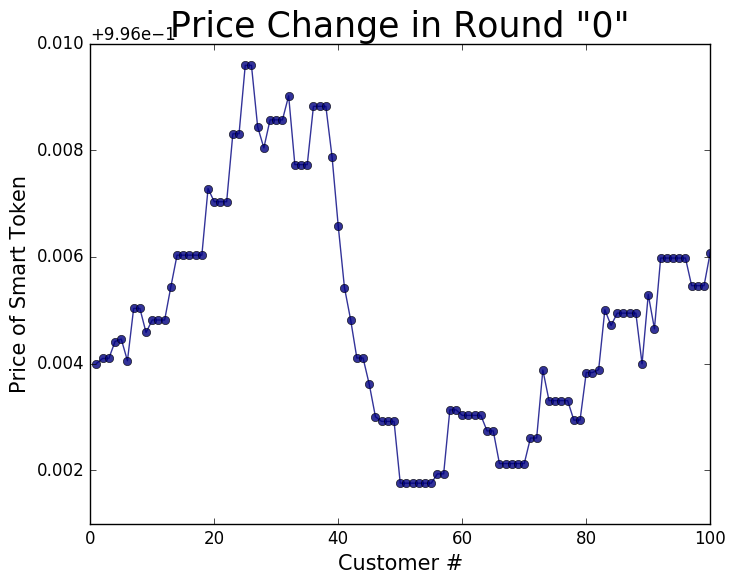 Price Change in Round "0"
+9.96e−1
0.010
0.008
0.006
0.004
0.002
Price of Smart Token
0 20 40 60 80 100
Customer #